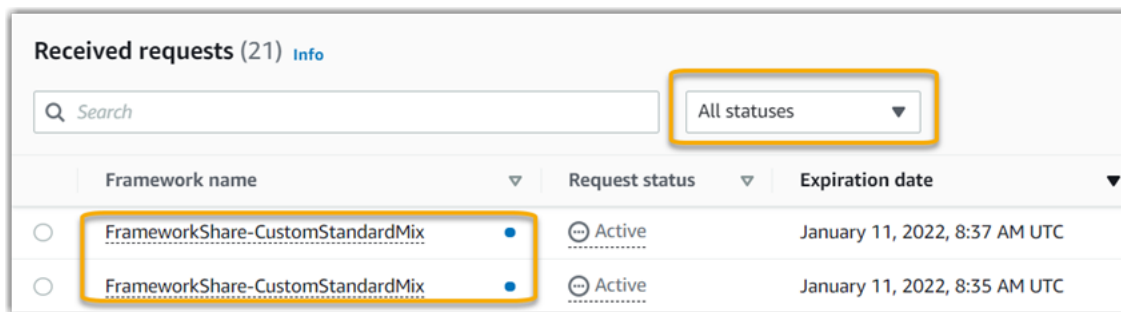 Received requests (21) Info
Search
All statuses
Framework name Request status Expiration date
FrameworkShare-CustomStandardMix Active January 11, 2022, 8:37 AM UTC
FrameworkShare-CustomStandardMix Active January 11, 2022, 8:35 AM UTC